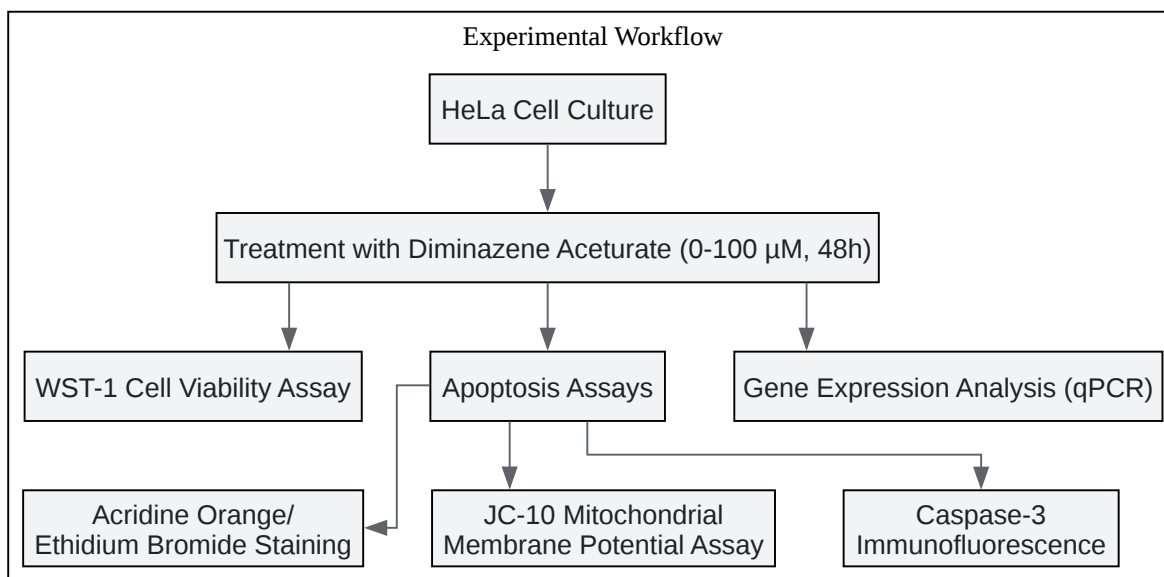 Experimental Workflow
HeLa Cell Culture
Treatment with Diminazene Aceturate (0-100 µM, 48h)
WST-1 Cell Viability Assay
Apoptosis Assays
Gene Expression Analysis (qPCR)
Acridine Orange/
Ethidium Bromide Staining
JC-10 Mitochondrial
Membrane Potential Assay
Caspase-3
Immunofluorescence